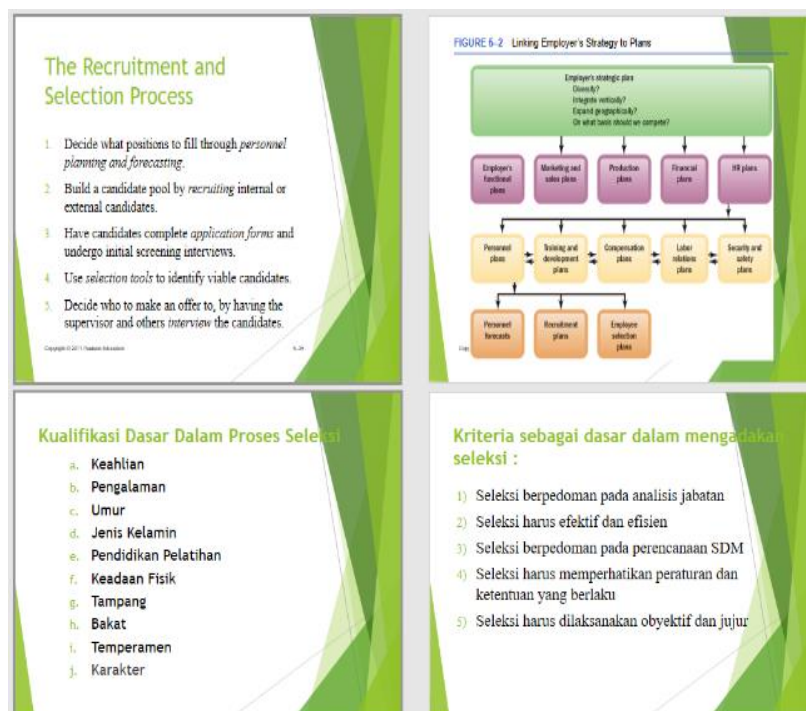 The Recruitment and
Selection Process
1. Decide what positions to fill through personnel
planning and forecasting.
2. Build a candidate pool by recruiting internal or
external candidates.
3. Have candidates complete application forms and
undergo initial screening interviews.
4. Use selection tools to identify viable candidates.
5. Decide who to make an offer to, by having the
supervisor and others interview the candidates.
Copyright © 2011 Pearson Education
FIGURE 6-2 Linking Employer's Strategy to Plans
Employer's strategic plan
Diversify?
Integrate vertically?
Expand geographically?
On what basis should we compete?
Employer's
functional
plans
Marketing and
sales plans
Production
plans
Financial
plans
HR plans
Personnel
plans
Training and
development
plans
Compensation
plans
Labor
relations
plans
Security and
safety
plans
Personnel
forecasts
Recruitment
plans
Employee
selection
plans
Cop
Kualifikasi Dasar Dalam Proses Seleksi
a. Keahlian
b. Pengalaman
c. Umur
d. Jenis Kelamin
e. Pendidikan Pelatihan
f. Keadaan Fisik
g. Tampang
h. Bakat
i. Temperamen
j. Karakter
Kriteria sebagai dasar dalam mengadakan
seleksi :
1) Seleksi berpedoman pada analisis jabatan
2) Seleksi harus efektif dan efisien
3) Seleksi berpedoman pada perencanaan SDM
4) Seleksi harus memperhatikan peraturan dan
ketentuan yang berlaku
5) Seleksi harus dilaksanakan obyektif dan jujur